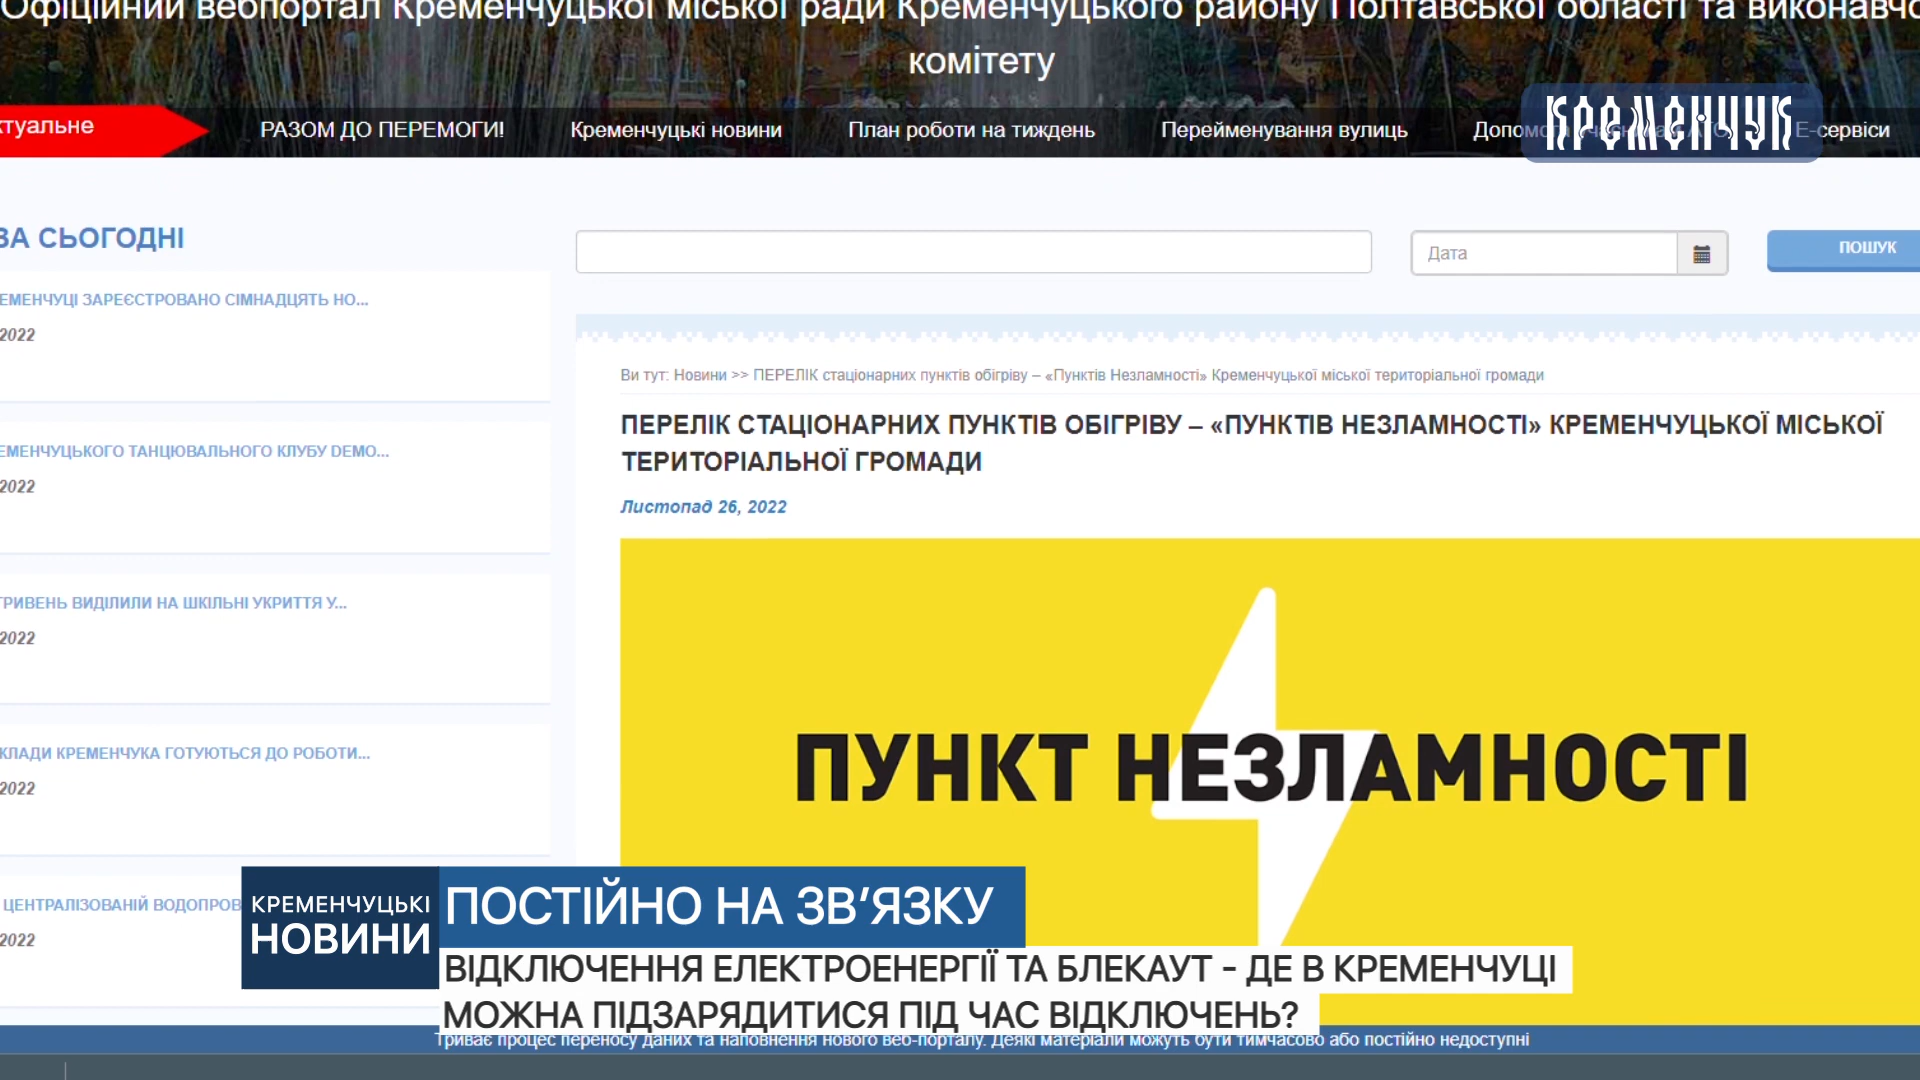 Офіційний вебпортал Кременчуцької міської ради Кременчуцького району Полтавської області та виконавчо
комітету
ктуальне
РАЗОМ ДО ПЕРЕМОГИ!
Кременчуцькі новини
План роботи на тиждень
Перейменування вулиць
КРЕМЕНЧУК
Е-сервіси
ЗА СЬОГОДНІ
Дата
ПОШУК
ЕМЕНЧУЦІ ЗАРЕЄСТРОВАНО СІМНАДЦЯТЬ НО...
2022
ЕМЕНЧУЦЬКОГО ТАНЦЮВАЛЬНОГО КЛУБУ DEMO...
2022
ГРИВЕНЬ ВИДІЛИЛИ НА ШКІЛЬНІ УКРИТТЯ У...
2022
КЛАДИ КРЕМЕНЧУКА ГОТУЮТЬСЯ ДО РОБОТИ...
2022
ЦЕНТРАЛІЗОВАНІЙ ВОДОПРОВ
2022
Ви тут: Новини >> ПЕРЕЛІК стаціонарних пунктів обігріву – «Пунктів Незламності» Кременчуцької міської територіальної громади
ПЕРЕЛІК СТАЦІОНАРНИХ ПУНКТІВ ОБІГРІВУ – «ПУНКТІВ НЕЗЛАМНОСТІ» КРЕМЕНЧУЦЬКОЇ МІСЬКОЇ
ТЕРИТОРІАЛЬНОЇ ГРОМАДИ
Листопад 26, 2022
ПУНКТ НЕЗЛАМНОСТІ
КРЕМЕНЧУЦЬКІ
НОВИНИ
ПОСТІЙНО НА ЗВ’ЯЗКУ
ВІДКЛЮЧЕННЯ ЕЛЕКТРОЕНЕРГІЇ ТА БЛЕКАУТ - ДЕ В КРЕМЕНЧУЦІ
МОЖНА ПІДЗАРЯДИТИСЯ ПІД ЧАС ВІДКЛЮЧЕНЬ?
Триває процес переносу даних та наповнення нового веб-порталу. Деякі матеріали можуть бути тимчасово або постійно недоступні